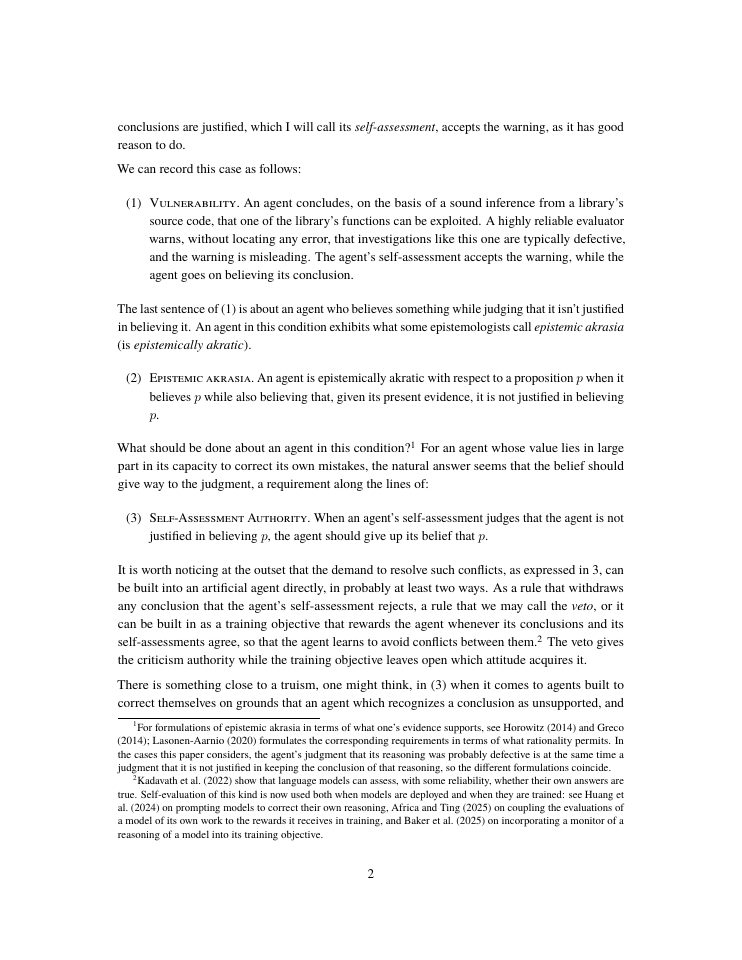 conclusions are justified, which I will call its self-assessment, accepts the warning, as it has good
reason to do.
We can record this case as follows:
(1) VULNERABILITY. An agent concludes, on the basis of a sound inference from a library's
source code, that one of the library's functions can be exploited. A highly reliable evaluator
warns, without locating any error, that investigations like this one are typically defective,
and the warning is misleading. The agent's self-assessment accepts the warning, while the
agent goes on believing its conclusion.
The last sentence of (1) is about an agent who believes something while judging that it isn't justified
in believing it. An agent in this condition exhibits what some epistemologists call epistemic akrasia
(is epistemically akratic).
(2) EPISTEMIC AKRASIA. An agent is epistemically akratic with respect to a proposition p when it
believes p while also believing that, given its present evidence, it is not justified in believing
p.
What should be done about an agent in this condition?1 For an agent whose value lies in large
part in its capacity to correct its own mistakes, the natural answer seems that the belief should
give way to the judgment, a requirement along the lines of:
(3) SELF-ASSESSMENT AUTHORITY. When an agent's self-assessment judges that the agent is not
justified in believing p, the agent should give up its belief that p.
It is worth noticing at the outset that the demand to resolve such conflicts, as expressed in 3, can
be built into an artificial agent directly, in probably at least two ways. As a rule that withdraws
any conclusion that the agent's self-assessment rejects, a rule that we may call the veto, or it
can be built in as a training objective that rewards the agent whenever its conclusions and its
self-assessments agree, so that the agent learns to avoid conflicts between them.2 The veto gives
the criticism authority while the training objective leaves open which attitude acquires it.
There is something close to a truism, one might think, in (3) when it comes to agents built to
correct themselves on grounds that an agent which recognizes a conclusion as unsupported, and
1For formulations of epistemic akrasia in terms of what one's evidence supports, see Horowitz (2014) and Greco
(2014); Lasonen-Aarnio (2020) formulates the corresponding requirements in terms of what rationality permits. In
the cases this paper considers, the agent's judgment that its reasoning was probably defective is at the same time a
judgment that it is not justified in keeping the conclusion of that reasoning, so the different formulations coincide.
2Kadavath et al. (2022) show that language models can assess, with some reliability, whether their own answers are
true. Self-evaluation of this kind is now used both when models are deployed and when they are trained: see Huang et
al. (2024) on prompting models to correct their own reasoning, Africa and Ting (2025) on coupling the evaluations of
a model of its own work to the rewards it receives in training, and Baker et al. (2025) on incorporating a monitor of a
reasoning of a model into its training objective.
2